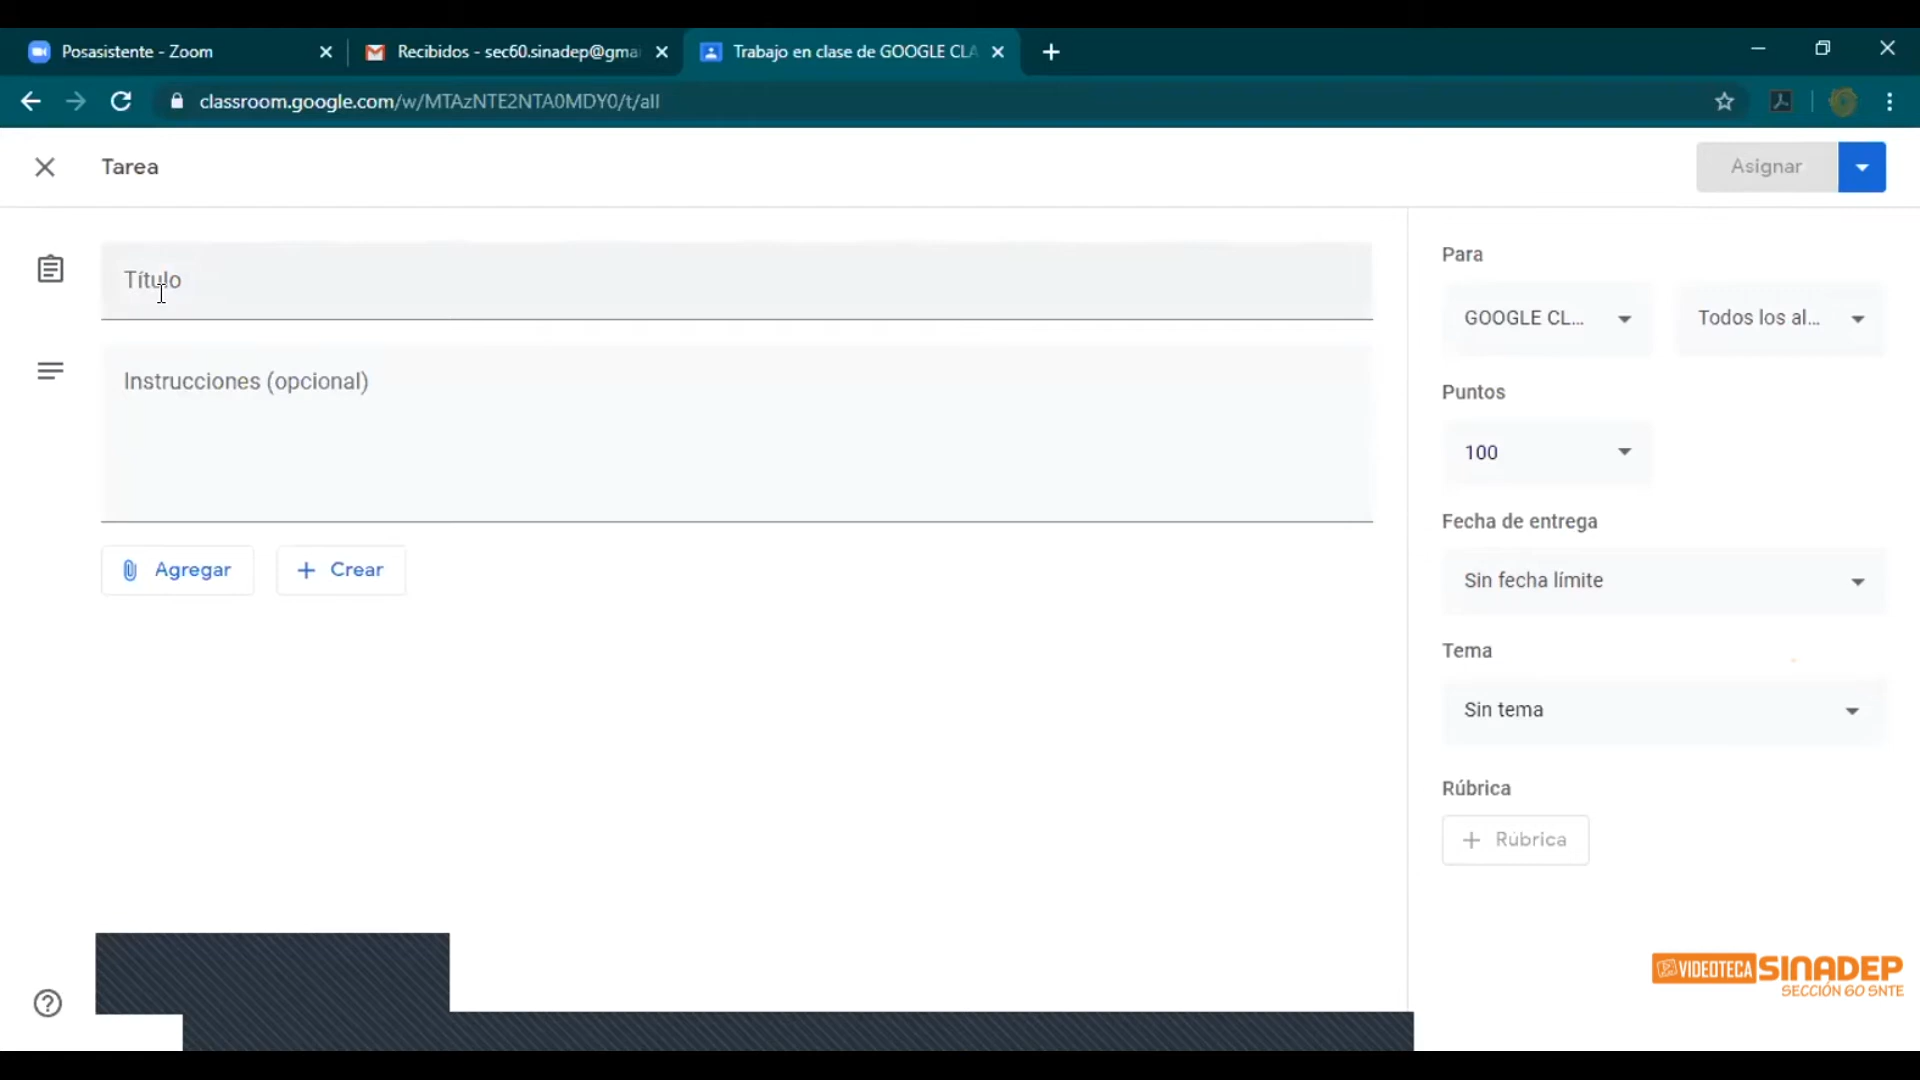 Posasistente - Zoom
Recibidos - sec60.sinadep@gma
Trabajo en clase de GOOGLE CLA
classroom.google.com/w/MTAzNTE2NTA0MDY0/t/all
Tarea
Asignar
Título
Instrucciones (opcional)
Agregar
Crear
Para
GOOGLE CL...
Todos los al...
Puntos
100
Fecha de entrega
Sin fecha límite
Tema
Sin tema
Rúbrica
Rúbrica
VIDEOTECA SINADEP
SECCIÓN 60 SNTE